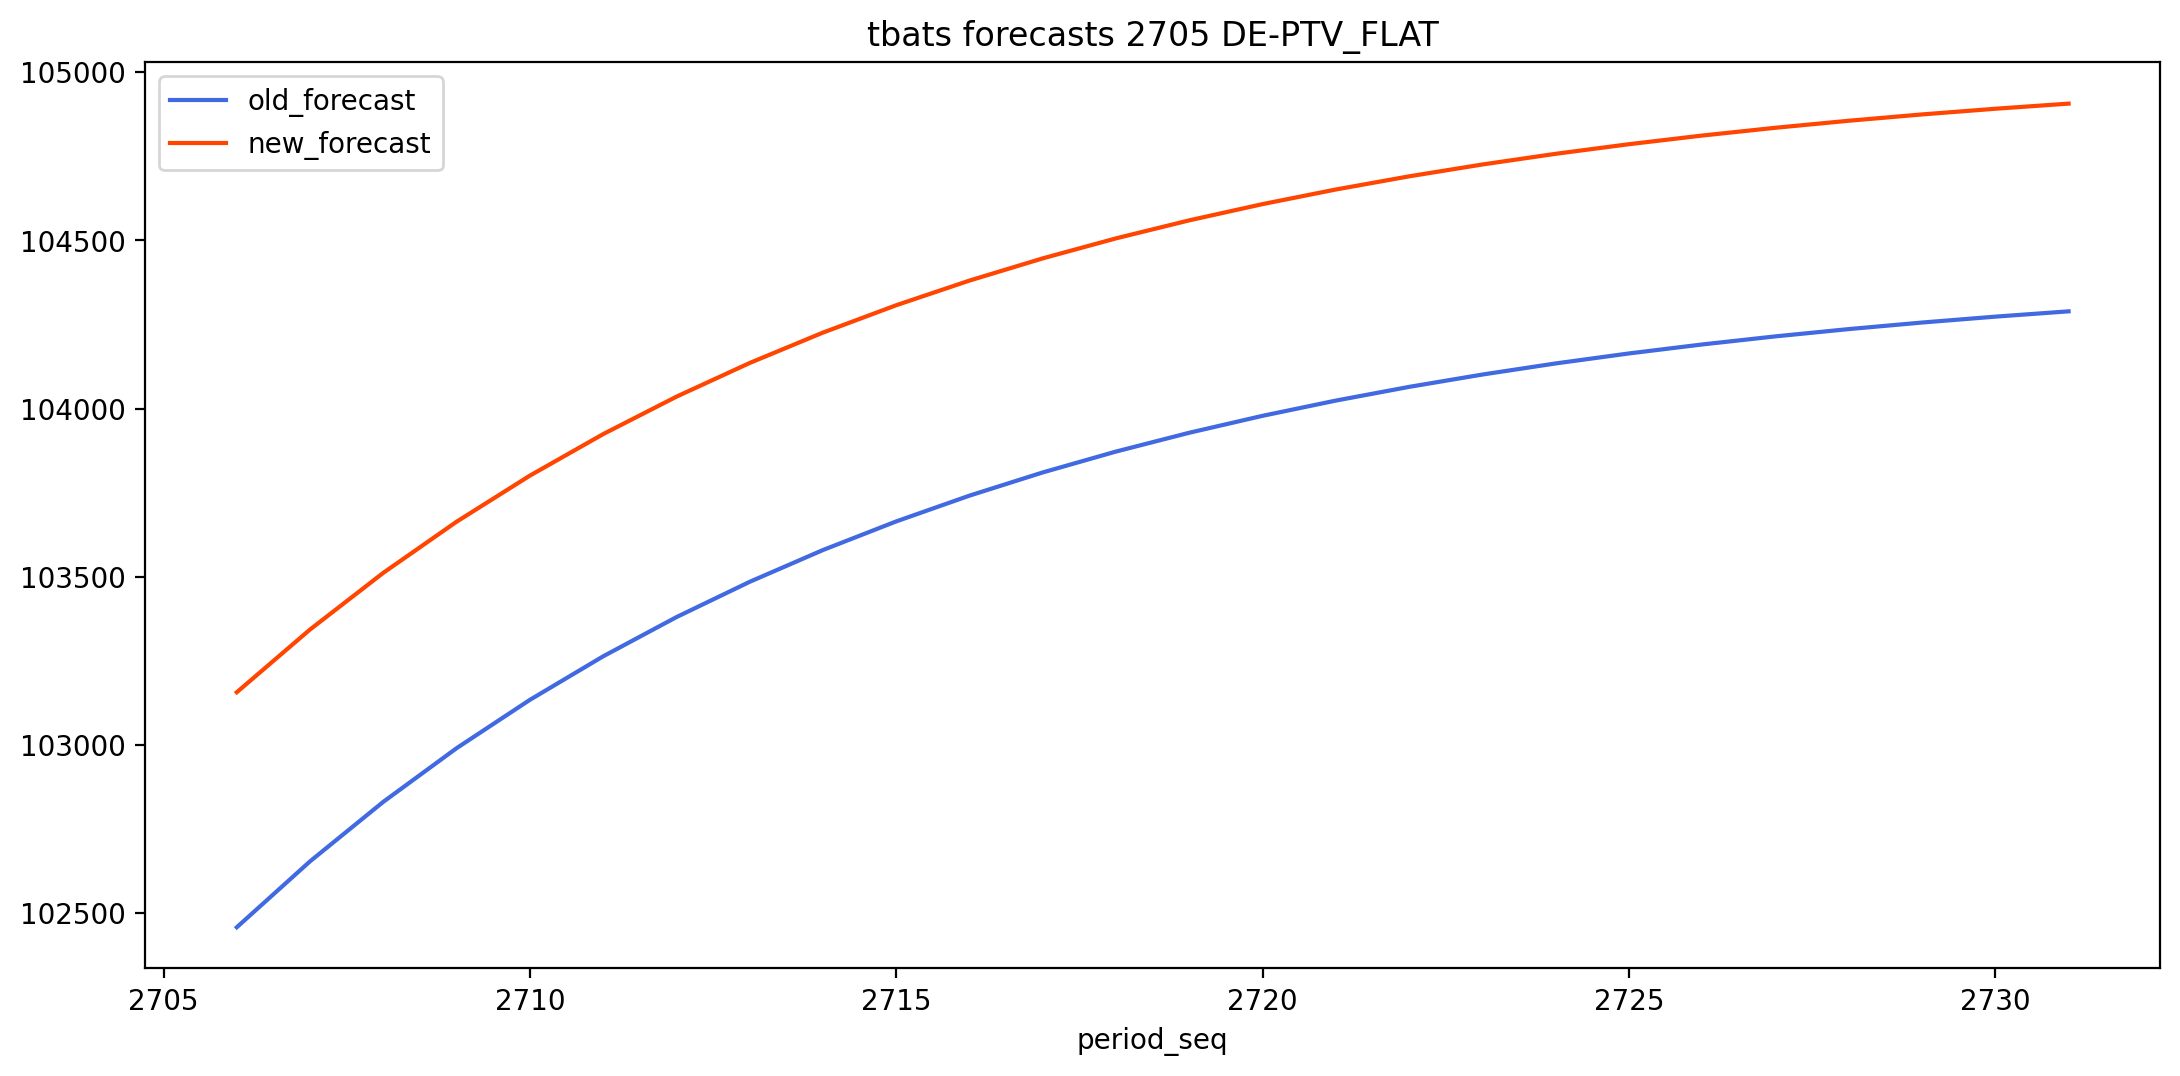 tbats forecasts 2705 DE-PTV_FLAT
old_forecast
new_forecast
105000
104500
104000
103500
103000
102500
2705 2710 2715 2720 2725 2730
period_seq